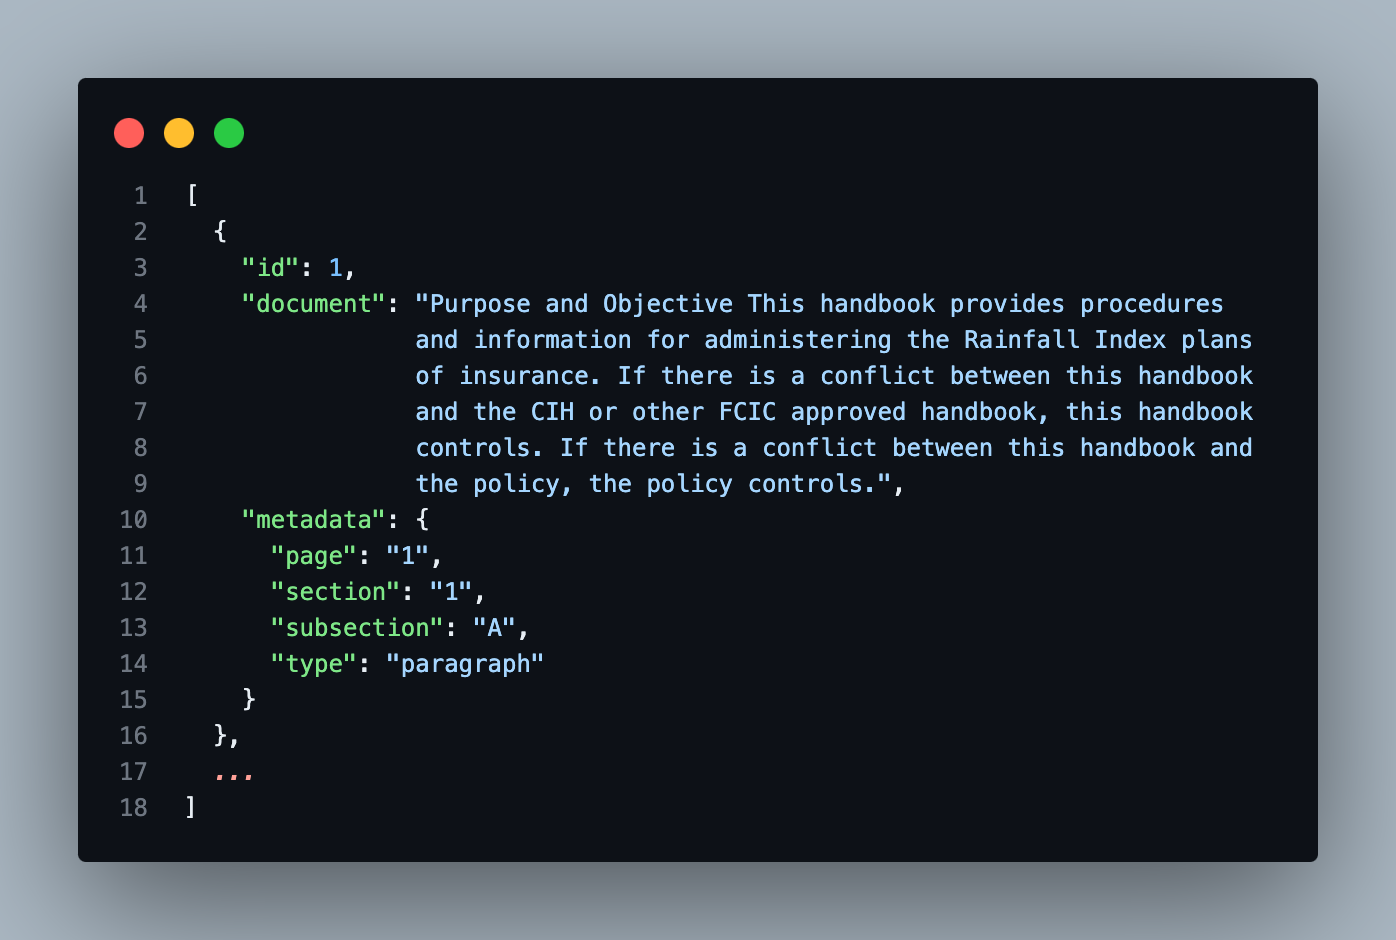 1 [
2   {
3     "id": 1,
4     "document": "Purpose and Objective This handbook provides procedures
5                 and information for administering the Rainfall Index plans
6                 of insurance. If there is a conflict between this handbook
7                 and the CIH or other FCIC approved handbook, this handbook
8                 controls. If there is a conflict between this handbook and
9                 the policy, the policy controls.",
10     "metadata": {
11       "page": "1",
12       "section": "1",
13       "subsection": "A",
14       "type": "paragraph"
15     }
16   },
17   ...
18 ]